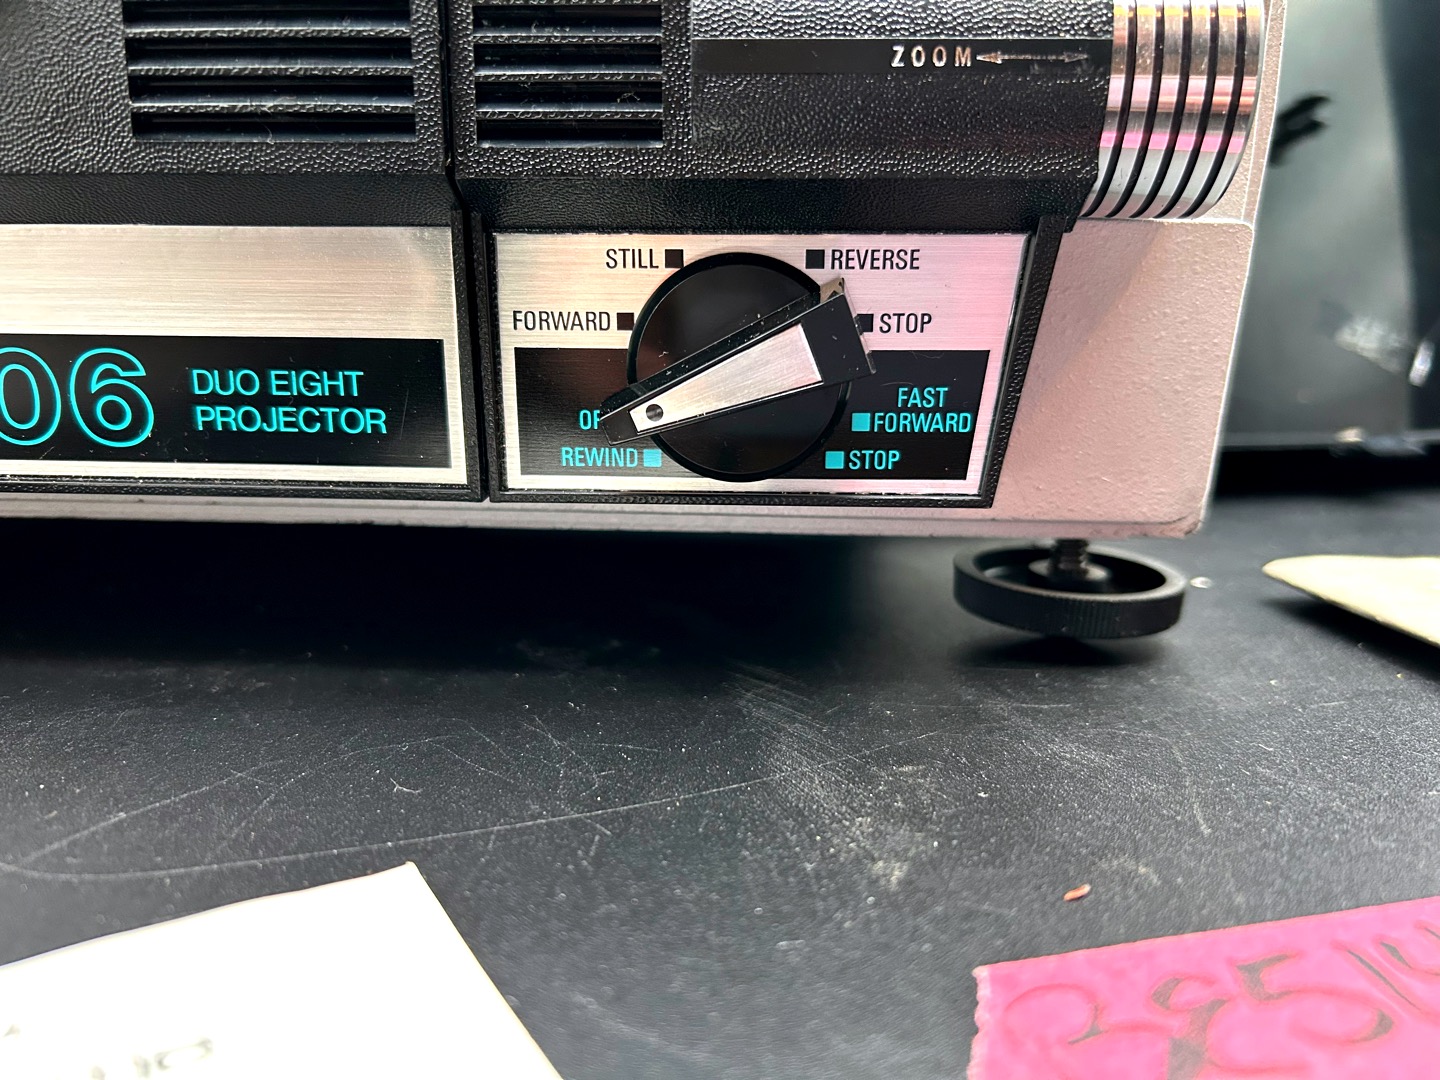 ZOOM
STILL
REVERSE
FORWARD
STOP
06
DUO EIGHT
PROJECTOR
FAST
FORWARD
REWIND
STOP